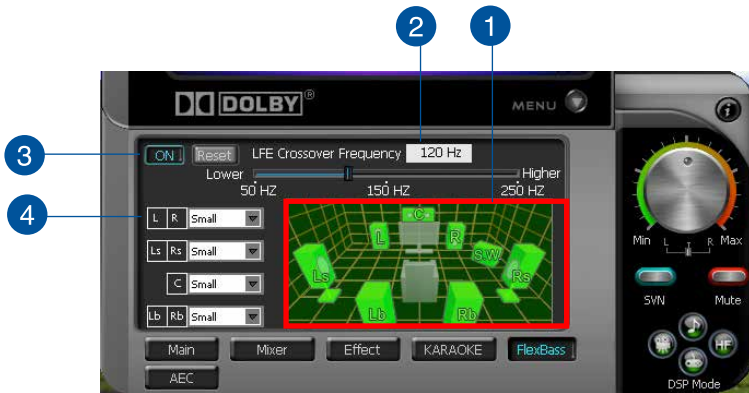 2 1
DOLBY®
MENU
i
3 ON Reset LFE Crossover Frequency 120 Hz
Lower Higher
50 HZ 150 HZ 250 HZ
4 L R Small
Ls Rs Small
C Small
Lb Rb Small
C
L R
S.W.
Ls Rs
Lb Rb
Min L T R Max
SVN Mute
HF
DSP Mode
Main Mixer Effect KARAOKE FlexBass
AEC